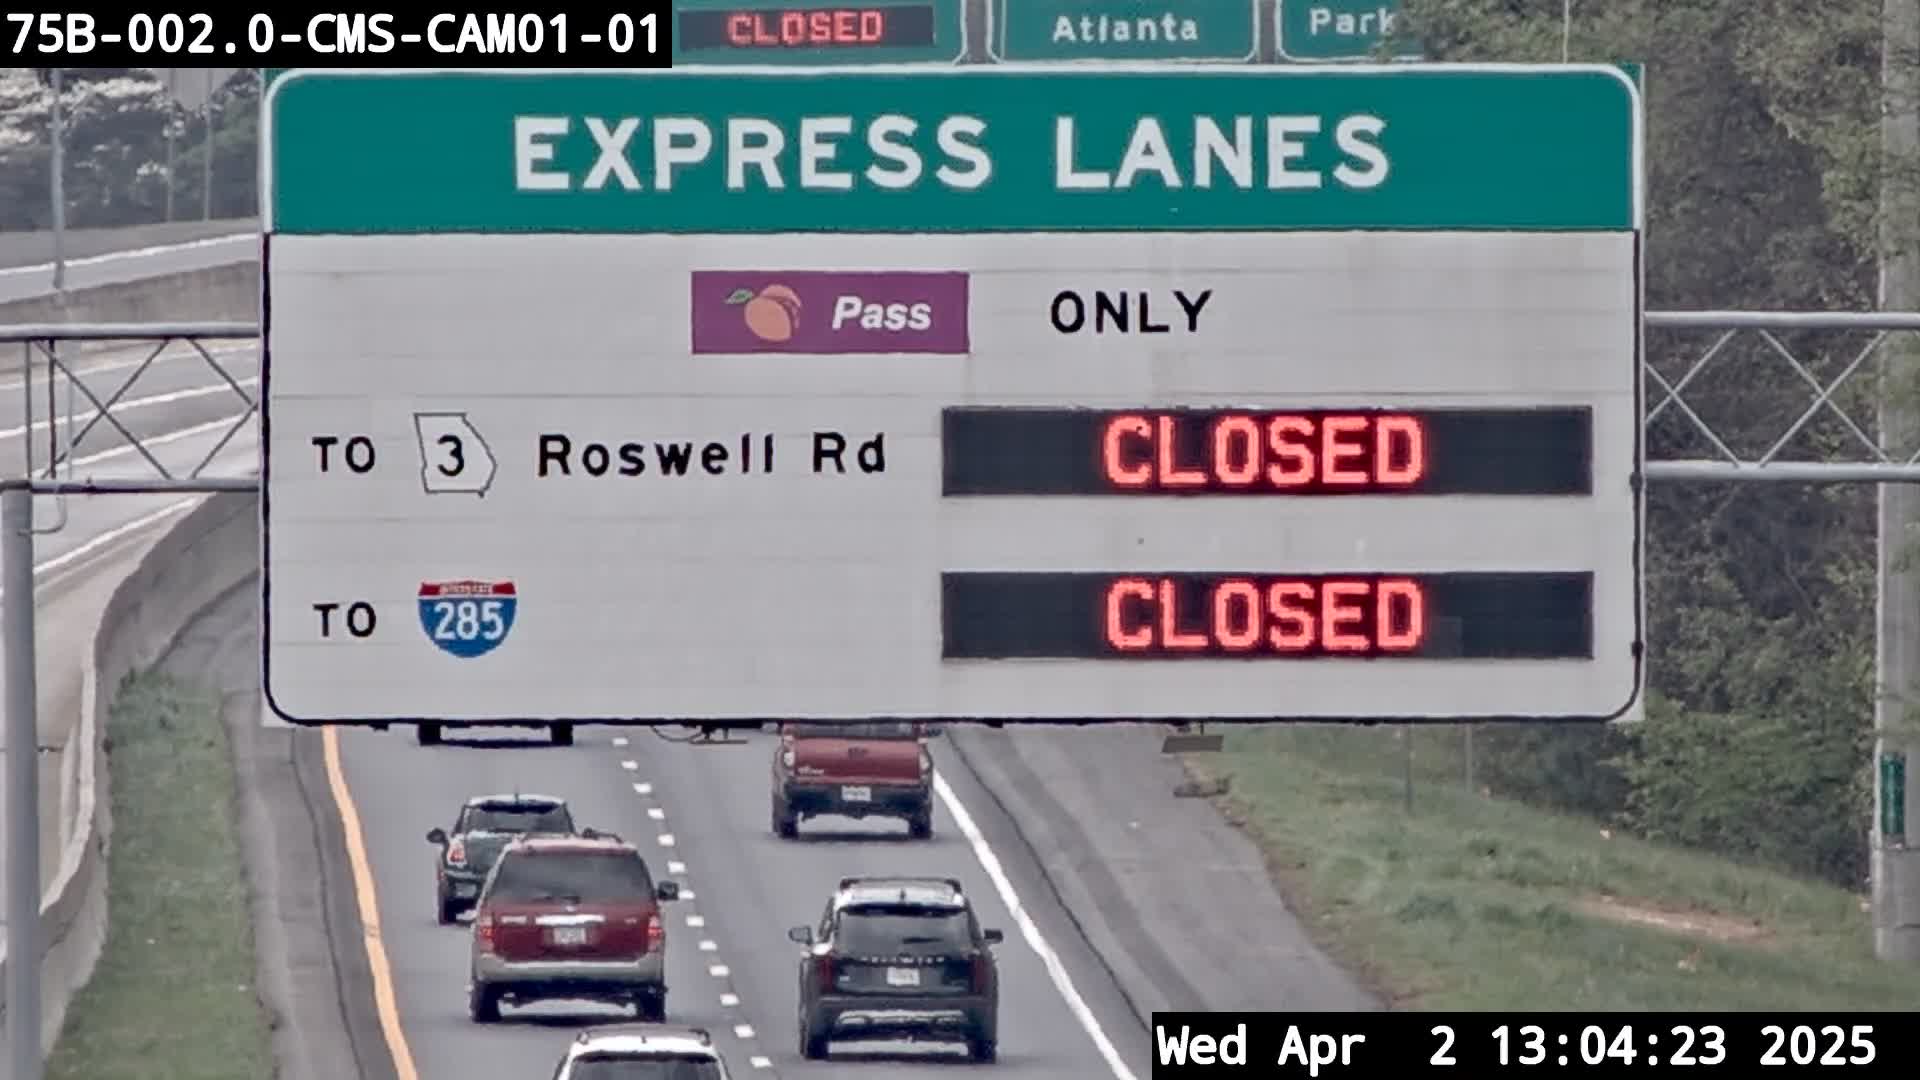 75B-002.0-CMS-CAM01-01
CLOSED
Atlanta
Park
EXPRESS LANES
Pass ONLY
TO 3 Roswell Rd CLOSED
INTERSTATE
TO 285 CLOSED
Wed Apr 2 13:04:23 2025